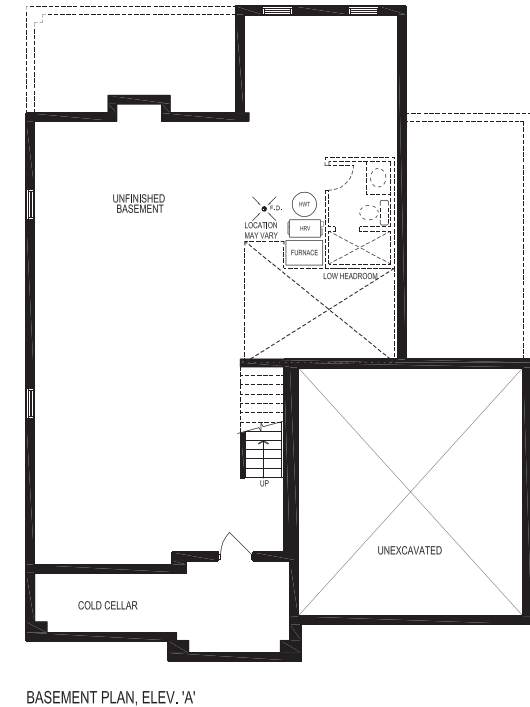 UNFINISHED
BASEMENT
F.D.
LOCATION
MAY VARY
HWT
HRV
FURNACE
LOW HEADROOM
UP
UNEXCAVATED
COLD CELLAR
BASEMENT PLAN, ELEV. 'A'